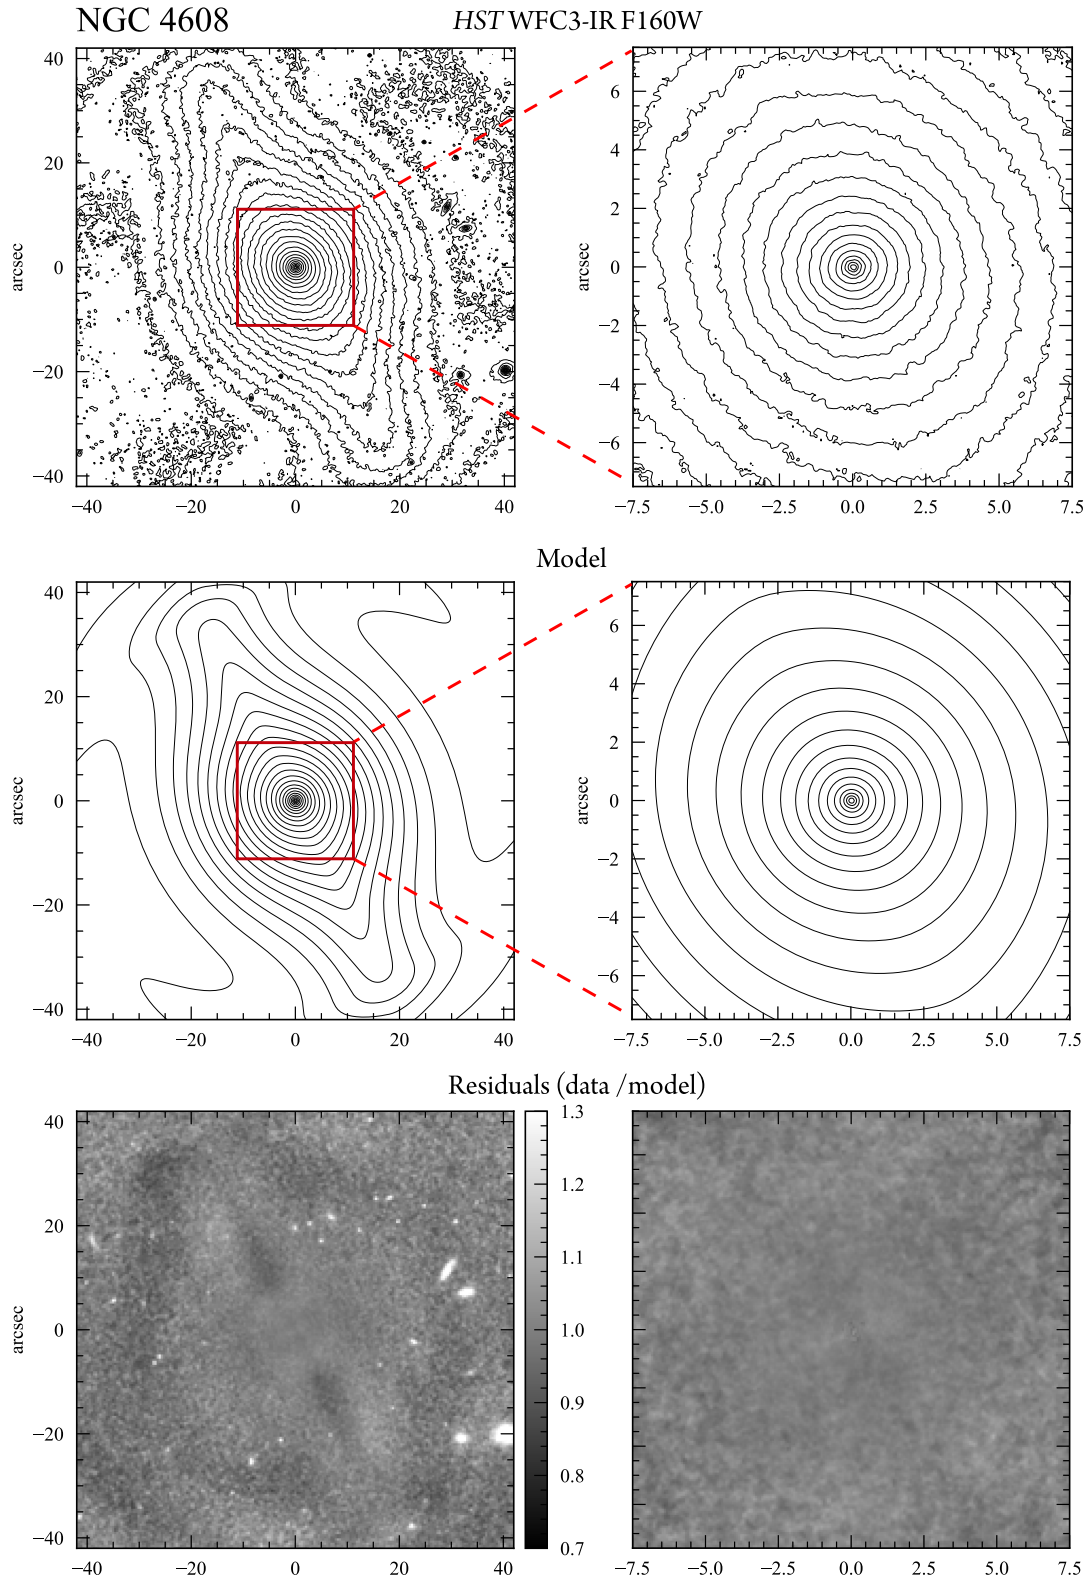 NGC 4608
HST WFC3-IR F160W
arcsec
40
20
0
−20
−40
−40 −20 0 20 40
arcsec
6
4
2
0
−2
−4
−6
−7.5 −5.0 −2.5 0.0 2.5 5.0 7.5
Model
arcsec
40
20
0
−20
−40
−40 −20 0 20 40
arcsec
6
4
2
0
−2
−4
−6
−7.5 −5.0 −2.5 0.0 2.5 5.0 7.5
Residuals (data /model)
arcsec
40
20
0
−20
−40
−40 −20 0 20 40
1.3
1.2
1.1
1.0
0.9
0.8
0.7
−7.5 −5.0 −2.5 0.0 2.5 5.0 7.5